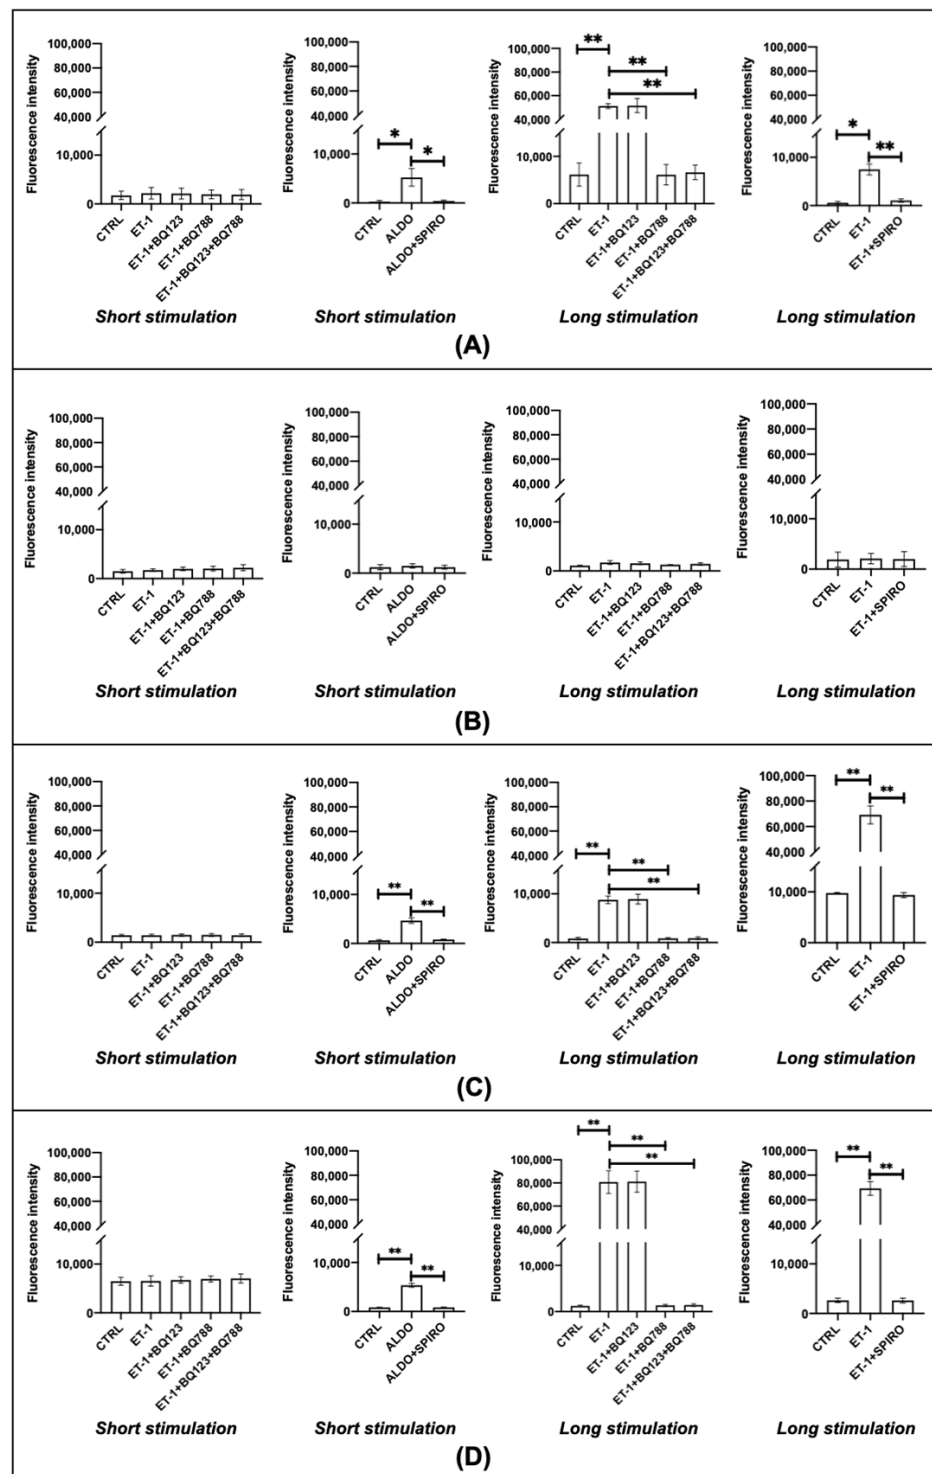 Fluorescence intensity
100,000
80,000
60,000
40,000
10,000
0
CTRL
ET-1
ET-1+BQ123
ET-1+BQ788
ET-1+BQ123+BQ788
Short stimulation
Fluorescence intensity
100,000
80,000
60,000
40,000
10,000
0
*
*
CTRL
ALDO
ALDO+SPIRO
Short stimulation
Fluorescence intensity
100,000
80,000
60,000
40,000
10,000
0
**
**
**
CTRL
ET-1
ET-1+BQ123
ET-1+BQ788
ET-1+BQ123+BQ788
Long stimulation
Fluorescence intensity
100,000
80,000
60,000
40,000
10,000
0
*
**
CTRL
ET-1
ET-1+SPIRO
Long stimulation
(A)
Fluorescence intensity
100,000
80,000
60,000
40,000
10,000
0
CTRL
ET-1
ET-1+BQ123
ET-1+BQ788
ET-1+BQ123+BQ788
Short stimulation
Fluorescence intensity
100,000
80,000
60,000
40,000
10,000
0
CTRL
ALDO
ALDO+SPIRO
Short stimulation
Fluorescence intensity
100,000
80,000
60,000
40,000
10,000
0
CTRL
ET-1
ET-1+BQ123
ET-1+BQ788
ET-1+BQ123+BQ788
Long stimulation
Fluorescence intensity
100,000
80,000
60,000
40,000
10,000
0
CTRL
ET-1
ET-1+SPIRO
Long stimulation
(B)
Fluorescence intensity
100,000
80,000
60,000
40,000
10,000
0
CTRL
ET-1
ET-1+BQ123
ET-1+BQ788
ET-1+BQ123+BQ788
Short stimulation
Fluorescence intensity
100,000
80,000
60,000
40,000
10,000
0
**
**
CTRL
ALDO
ALDO+SPIRO
Short stimulation
Fluorescence intensity
100,000
80,000
60,000
40,000
10,000
0
**
**
**
CTRL
ET-1
ET-1+BQ123
ET-1+BQ788
ET-1+BQ123+BQ788
Long stimulation
Fluorescence intensity
100,000
80,000
60,000
40,000
10,000
0
**
**
CTRL
ET-1
ET-1+SPIRO
Long stimulation
(C)
Fluorescence intensity
100,000
80,000
60,000
40,000
10,000
0
CTRL
ET-1
ET-1+BQ123
ET-1+BQ788
ET-1+BQ123+BQ788
Short stimulation
Fluorescence intensity
100,000
80,000
60,000
40,000
10,000
0
**
**
CTRL
ALDO
ALDO+SPIRO
Short stimulation
Fluorescence intensity
100,000
80,000
60,000
40,000
10,000
0
**
**
**
CTRL
ET-1
ET-1+BQ123
ET-1+BQ788
ET-1+BQ123+BQ788
Long stimulation
Fluorescence intensity
100,000
80,000
60,000
40,000
10,000
0
**
**
CTRL
ET-1
ET-1+SPIRO
Long stimulation
(D)